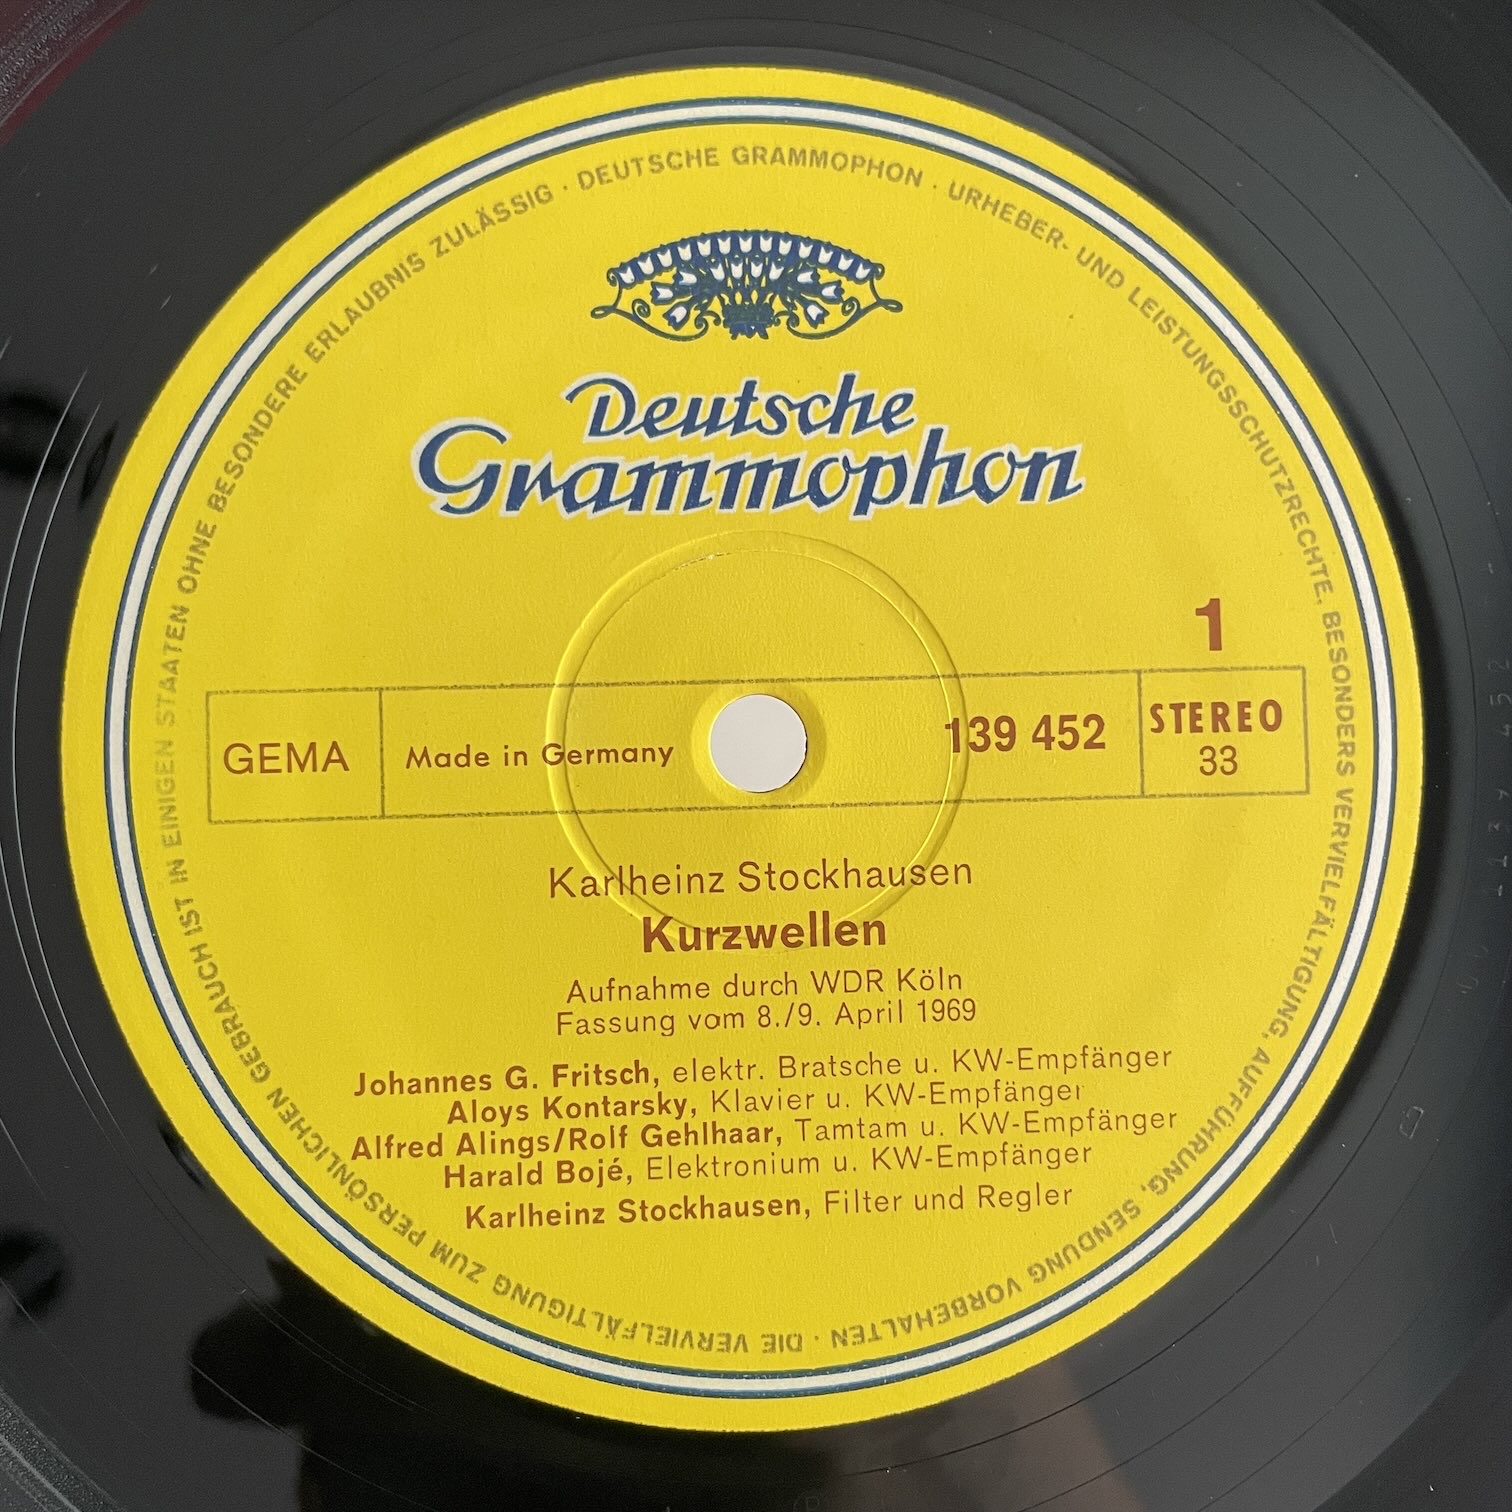 DEUTSCHE GRAMMOPHON · URHEBER- UND LEISTUNGSSCHUTZRECHTE, BESONDERS VERVIELFÄLTIGUNG, AUFFÜHRUNG, SENDUNG VORBEHALTEN · DIE VERVIELFÄLTIGUNG ZUM PERSÖNLICHEN GEBRAUCH IST IN EINIGEN STAATEN OHNE BESONDERE ERLAUBNIS ZULÄSSIG ·
Deutsche
Grammophon
1
GEMA
Made in Germany
139 452
STEREO
33
Karlheinz Stockhausen
Kurzwellen
Aufnahme durch WDR Köln
Fassung vom 8./9. April 1969
Johannes G. Fritsch, elektr. Bratsche u. KW-Empfänger
Aloys Kontarsky, Klavier u. KW-Empfänger
Alfred Alings/Rolf Gehlhaar, Tamtam u. KW-Empfänger
Harald Bojé, Elektronium u. KW-Empfänger
Karlheinz Stockhausen, Filter und Regler